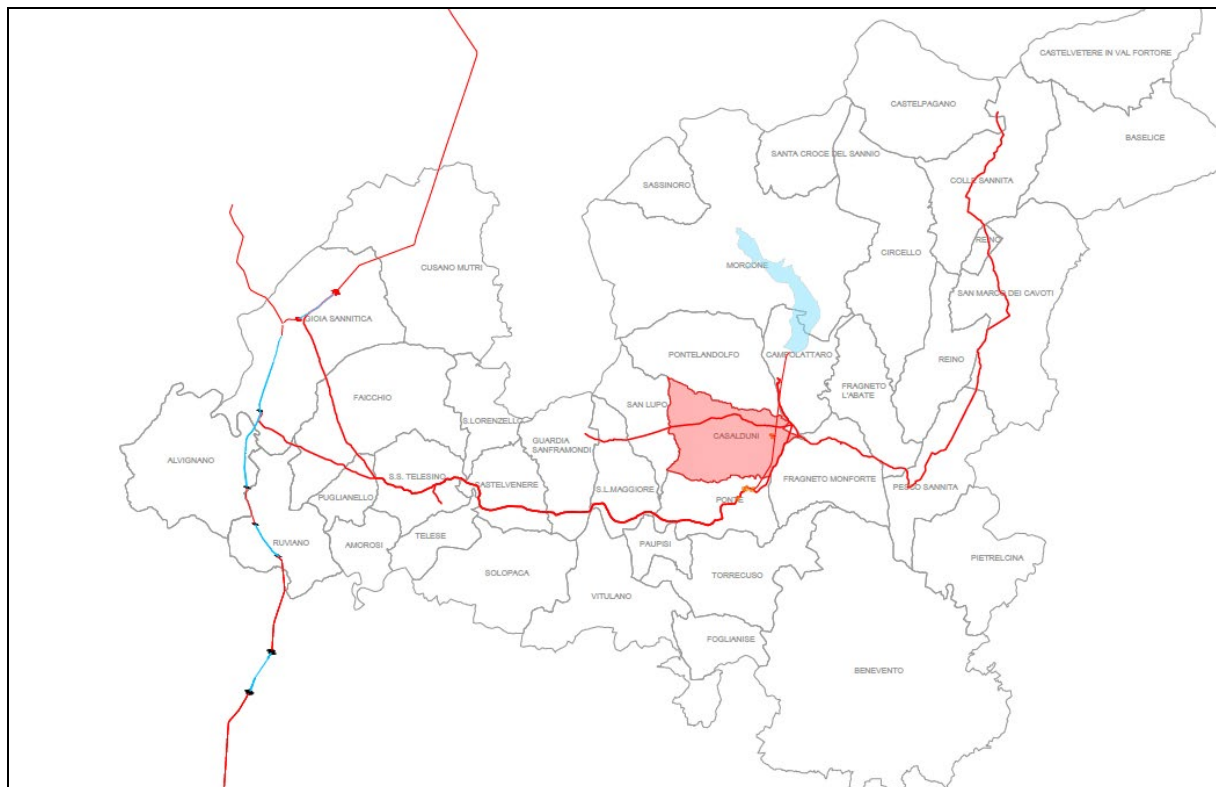 CASTELVETERE IN VAL FORTORE
CASTELPAGANO
BASELICE
SANTA CROCE DEL SANNIO
SASSINORO
COLLE SANNITA
REINO
CIRCELLO
MORCONE
CUSANO MUTRI
SAN MARCO DEI CAVOTI
GIOIA SANNITICA
PONTELANDOLFO
CAMPOLATTARO
REINO
FRAGNETO
L'ABATE
FAICCHIO
SAN LUPO
S.LORENZELLO
GUARDIA
SANFRAMONDI
CASALDUNI
ALVIGNANO
S.S. TELESINO
CASTELVENERE
FRAGNETO MONFORTE
PESCO SANNITA
S.L.MAGGIORE
PUGLIANELLO
PONTE
TELESE
RUVIANO
AMOROSI
PAUPISI
PIETRELCINA
SOLOPACA
TORRECUSO
VITULANO
FOGLIANISE
BENEVENTO